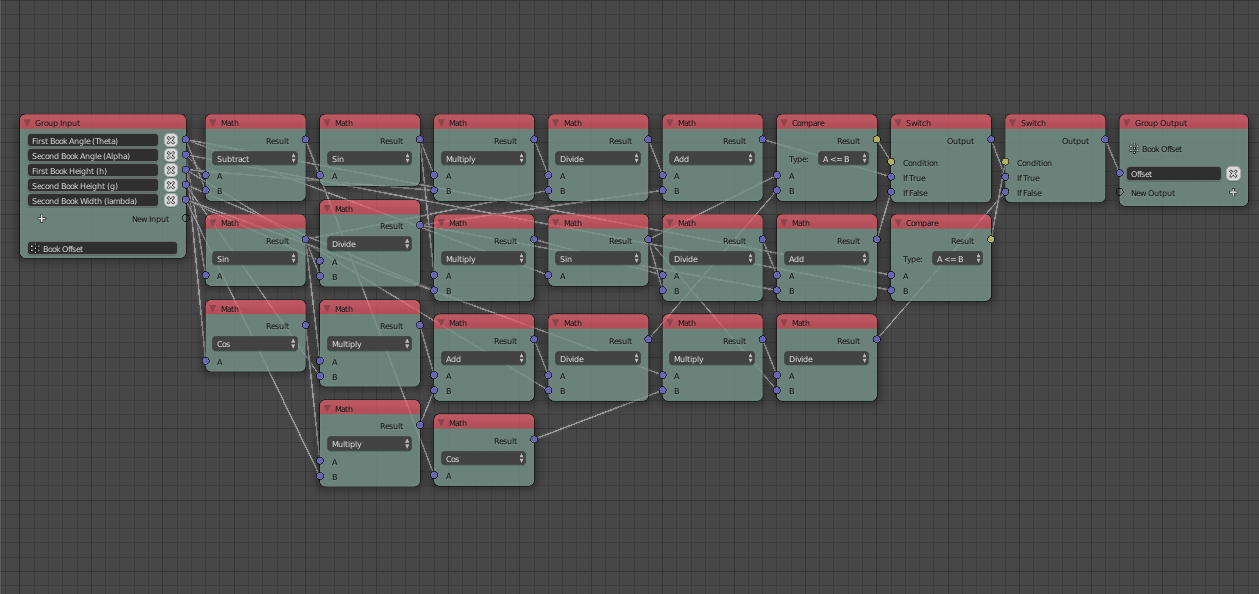 Group Input
First Book Angle (Theta)
Second Book Angle (Alpha)
First Book Height (h)
Second Book Height (g)
Second Book Width (lambda)
New Input
Book Offset
Math
Result
Subtract
A
B
Math
Result
Sin
A
Math
Result
Cos
A
Math
Result
Sin
A
Math
Result
Divide
A
B
Math
Result
Multiply
A
B
Math
Result
Multiply
A
B
Math
Result
Multiply
A
B
Math
Result
Multiply
A
B
Math
Result
Add
A
B
Math
Result
Cos
A
Math
Result
Divide
A
B
Math
Result
Sin
A
Math
Result
Divide
A
B
Math
Result
Add
A
B
Math
Result
Divide
A
B
Math
Result
Multiply
A
B
Compare
Result
Type: A <= B
A
B
Math
Result
Add
A
B
Math
Result
Divide
A
B
Switch
Output
Condition
If True
If False
Compare
Result
Type: A <= B
A
B
Switch
Output
Condition
If True
If False
Group Output
Book Offset
Offset
New Output